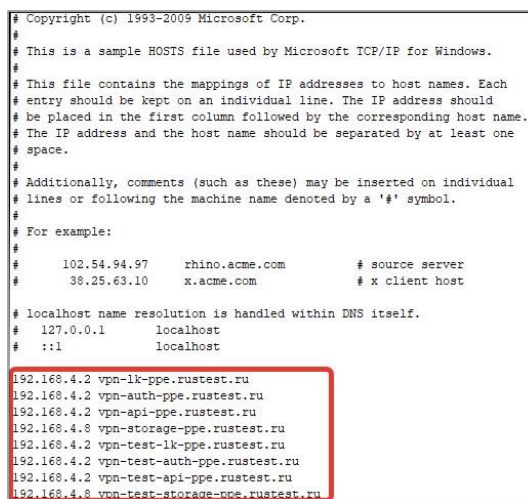 # Copyright (c) 1993-2009 Microsoft Corp.
#
# This is a sample HOSTS file used by Microsoft TCP/IP for Windows.
#
# This file contains the mappings of IP addresses to host names. Each
# entry should be kept on an individual line. The IP address should
# be placed in the first column followed by the corresponding host name.
# The IP address and the host name should be separated by at least one
# space.
#
# Additionally, comments (such as these) may be inserted on individual
# lines or following the machine name denoted by a '#' symbol.
#
# For example:
#
# 102.54.94.97 rhino.acme.com # source server
# 38.25.63.10 x.acme.com # x client host

# localhost name resolution is handled within DNS itself.
# 127.0.0.1 localhost
# ::1 localhost

192.168.4.2 vpn-lk-ppe.rustest.ru
192.168.4.2 vpn-auth-ppe.rustest.ru
192.168.4.2 vpn-api-ppe.rustest.ru
192.168.4.8 vpn-storage-ppe.rustest.ru
192.168.4.2 vpn-test-lk-ppe.rustest.ru
192.168.4.2 vpn-test-auth-ppe.rustest.ru
192.168.4.2 vpn-test-api-ppe.rustest.ru
192.168.4.8 vpn-test-storage-ppe.rustest.ru